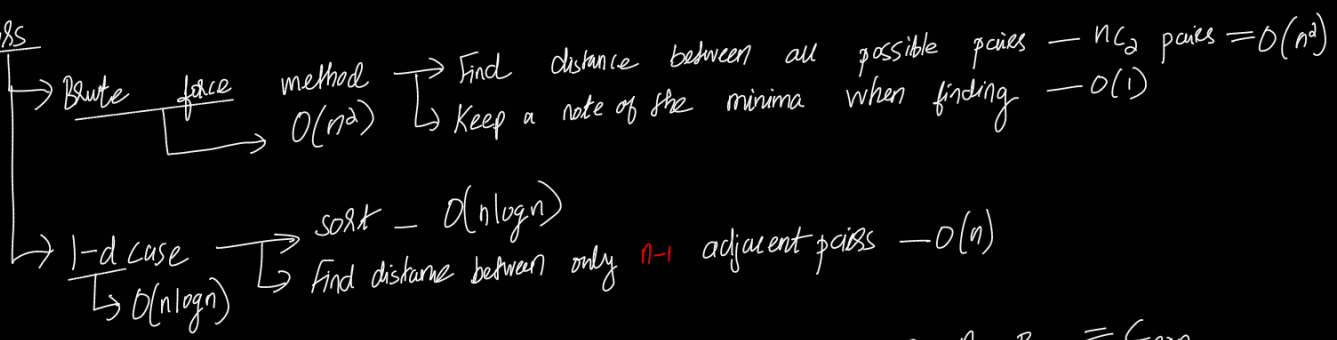 → Brute force method → Find distance between all possible pairs — nC₂ pairs = O(n²)
↳ O(n²) ↳ Keep a note of the minima when finding — O(1)
→ 1-d case → sort — O(nlogn)
↳ O(nlogn) ↳ Find distance between only n-1 adjacent pairs — O(n)